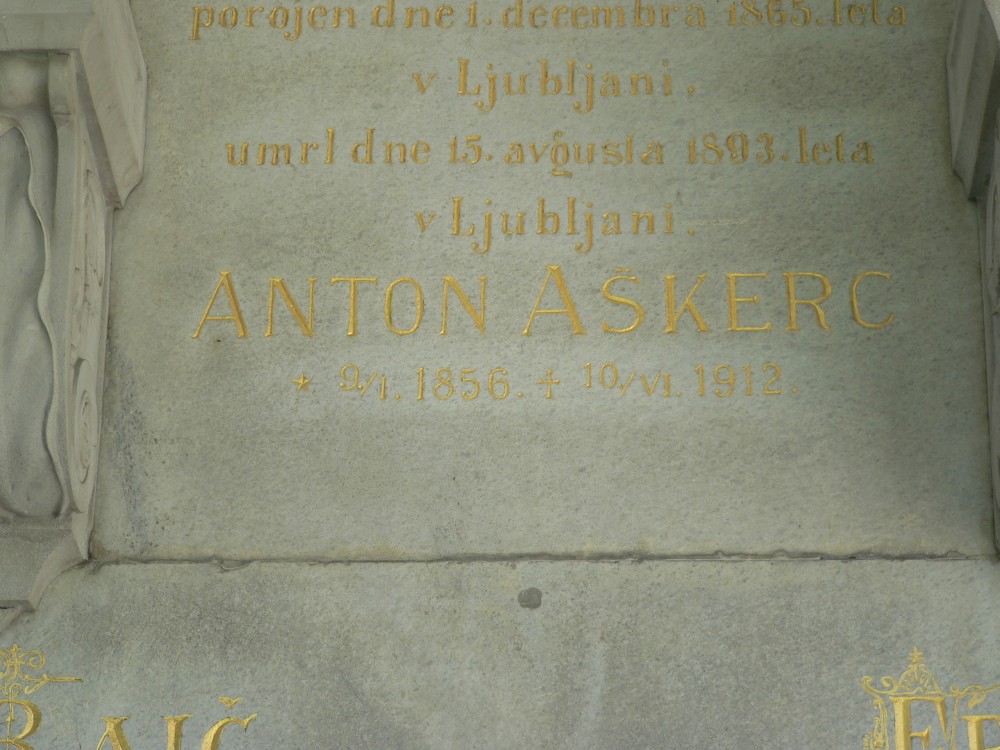 porojen dne 1. decembra 1865. leta
v Ljubljani.
umrl dne 15. avgusta 1893. leta
v Ljubljani.
ANTON AŠKERC
* 9/I. 1856. + 10/VI. 1912.